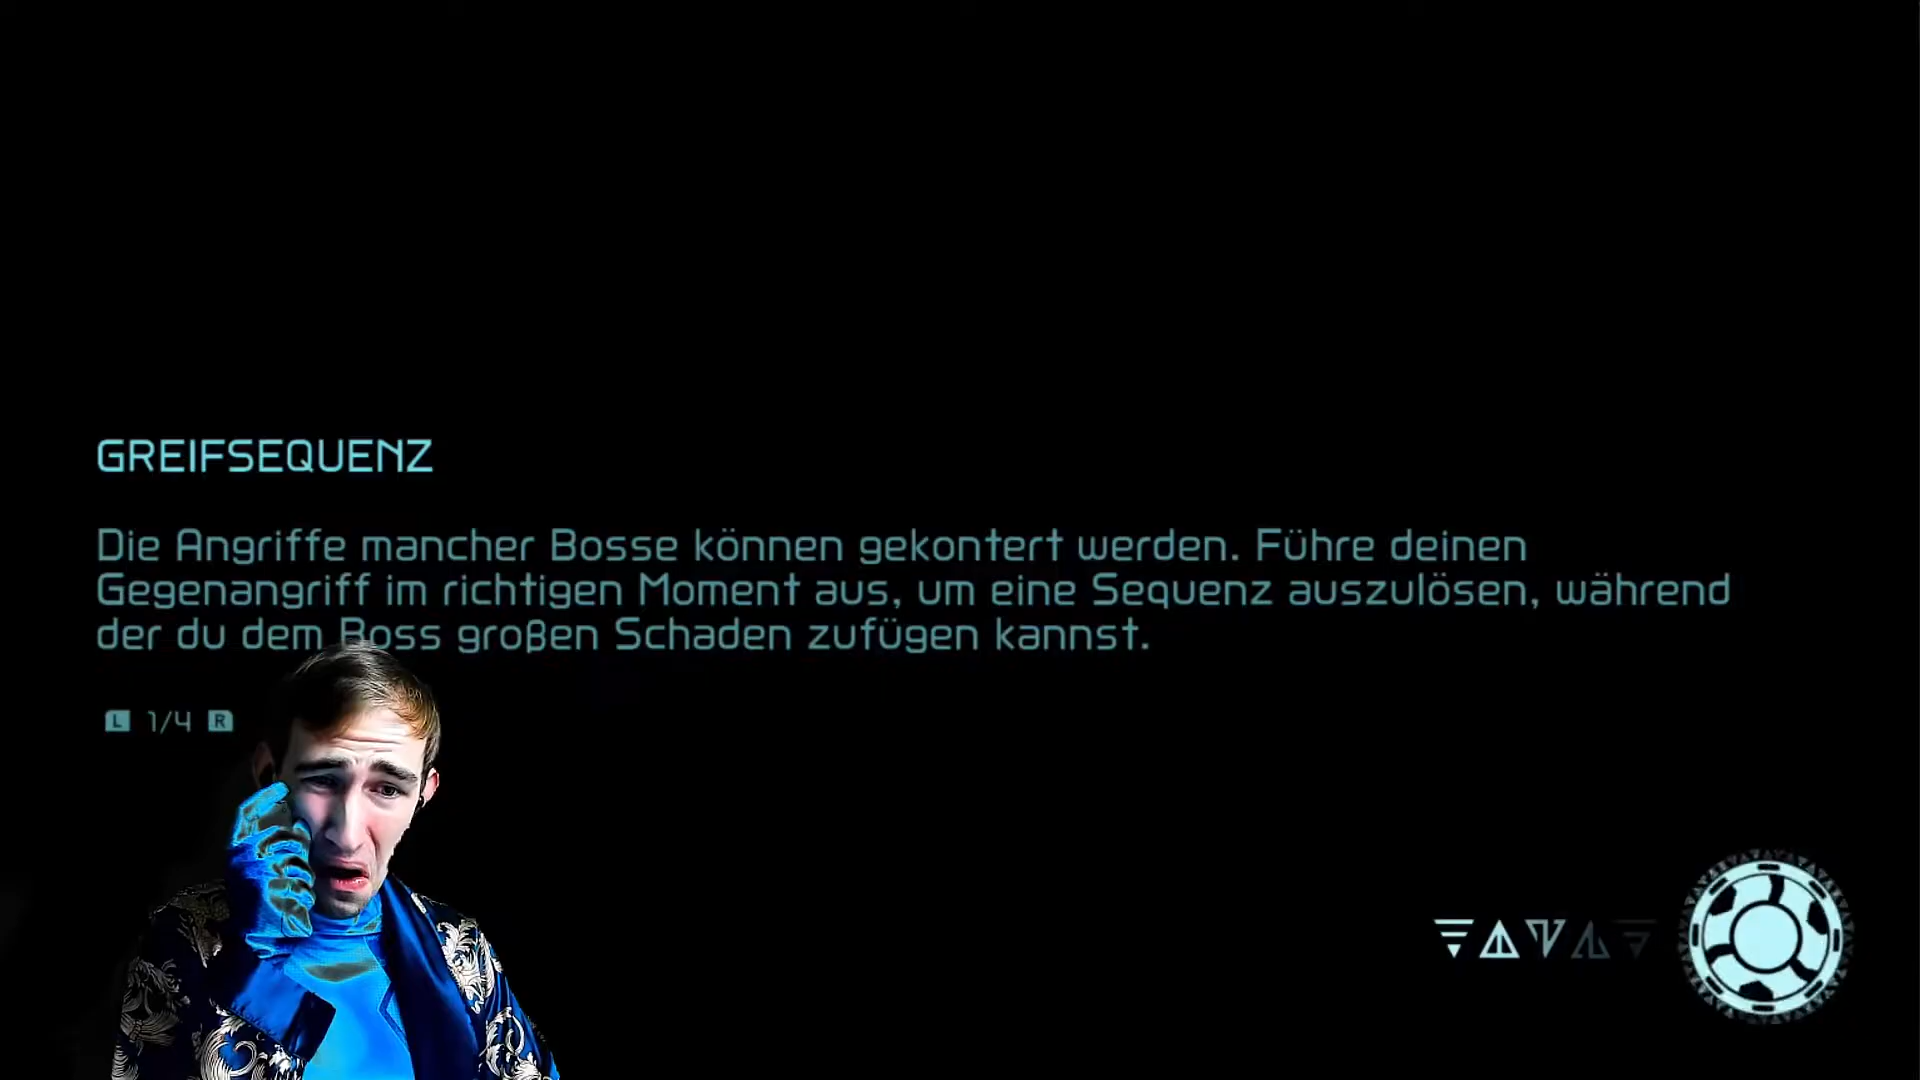 GREIFSEQUENZ
Die Angriffe mancher Bosse können gekontert werden. Führe deinen
Gegenangriff im richtigen Moment aus, um eine Sequenz auszulösen, während
der du dem Boss großen Schaden zufügen kannst.
L 1/4 R